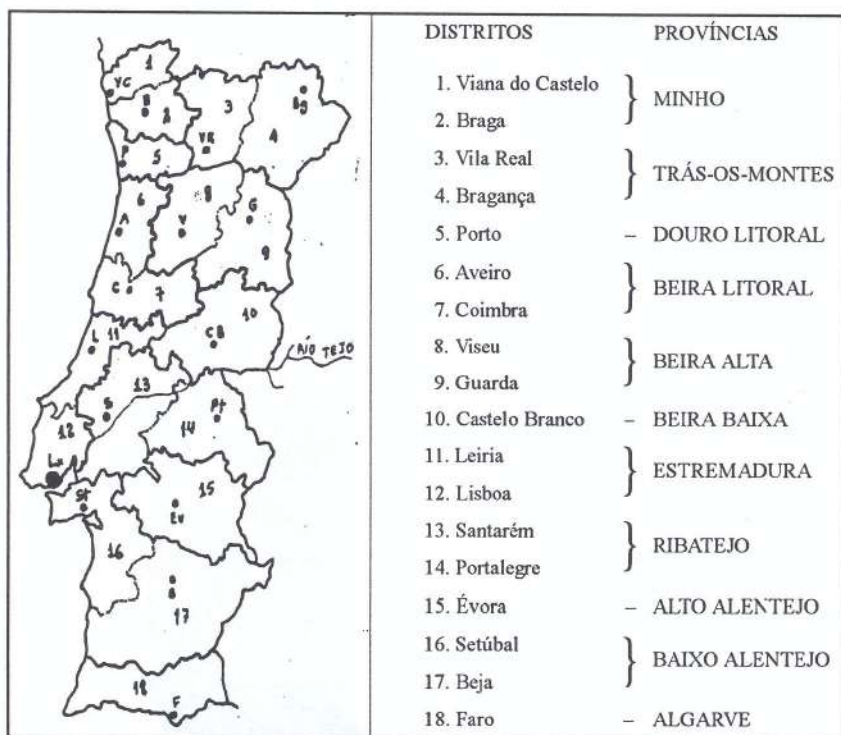 1
VC
B
2
3
Bg
4
VR
P
5
6
8
A
V
G
9
C
7
10
11
L
CB
RÍO TEJO
13
S
Pt
14
12
Lx
St
15
Ev
16
B
17
18
F
DISTRITOS PROVÍNCIAS
1. Viana do Castelo
} MINHO
2. Braga
3. Vila Real
} TRÁS-OS-MONTES
4. Bragança
5. Porto – DOURO LITORAL
6. Aveiro
} BEIRA LITORAL
7. Coimbra
8. Viseu
} BEIRA ALTA
9. Guarda
10. Castelo Branco – BEIRA BAIXA
11. Leiria
} ESTREMADURA
12. Lisboa
13. Santarém
} RIBATEJO
14. Portalegre
15. Évora – ALTO ALENTEJO
16. Setúbal
} BAIXO ALENTEJO
17. Beja
18. Faro – ALGARVE